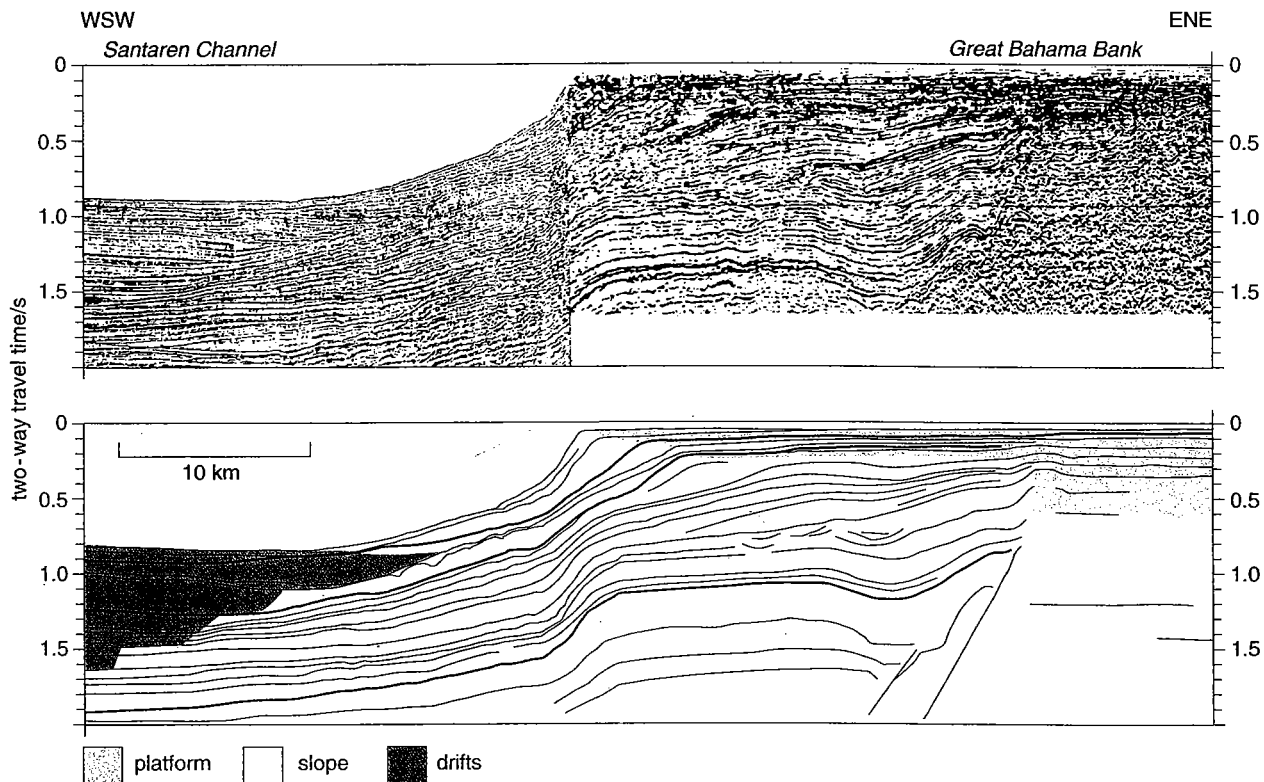 WSW ENE
Santaren Channel Great Bahama Bank
0 0
0.5 0.5
1.0 1.0
1.5 1.5
two-way travel time/s
0 0
10 km
0.5 0.5
1.0 1.0
1.5 1.5
platform slope drifts